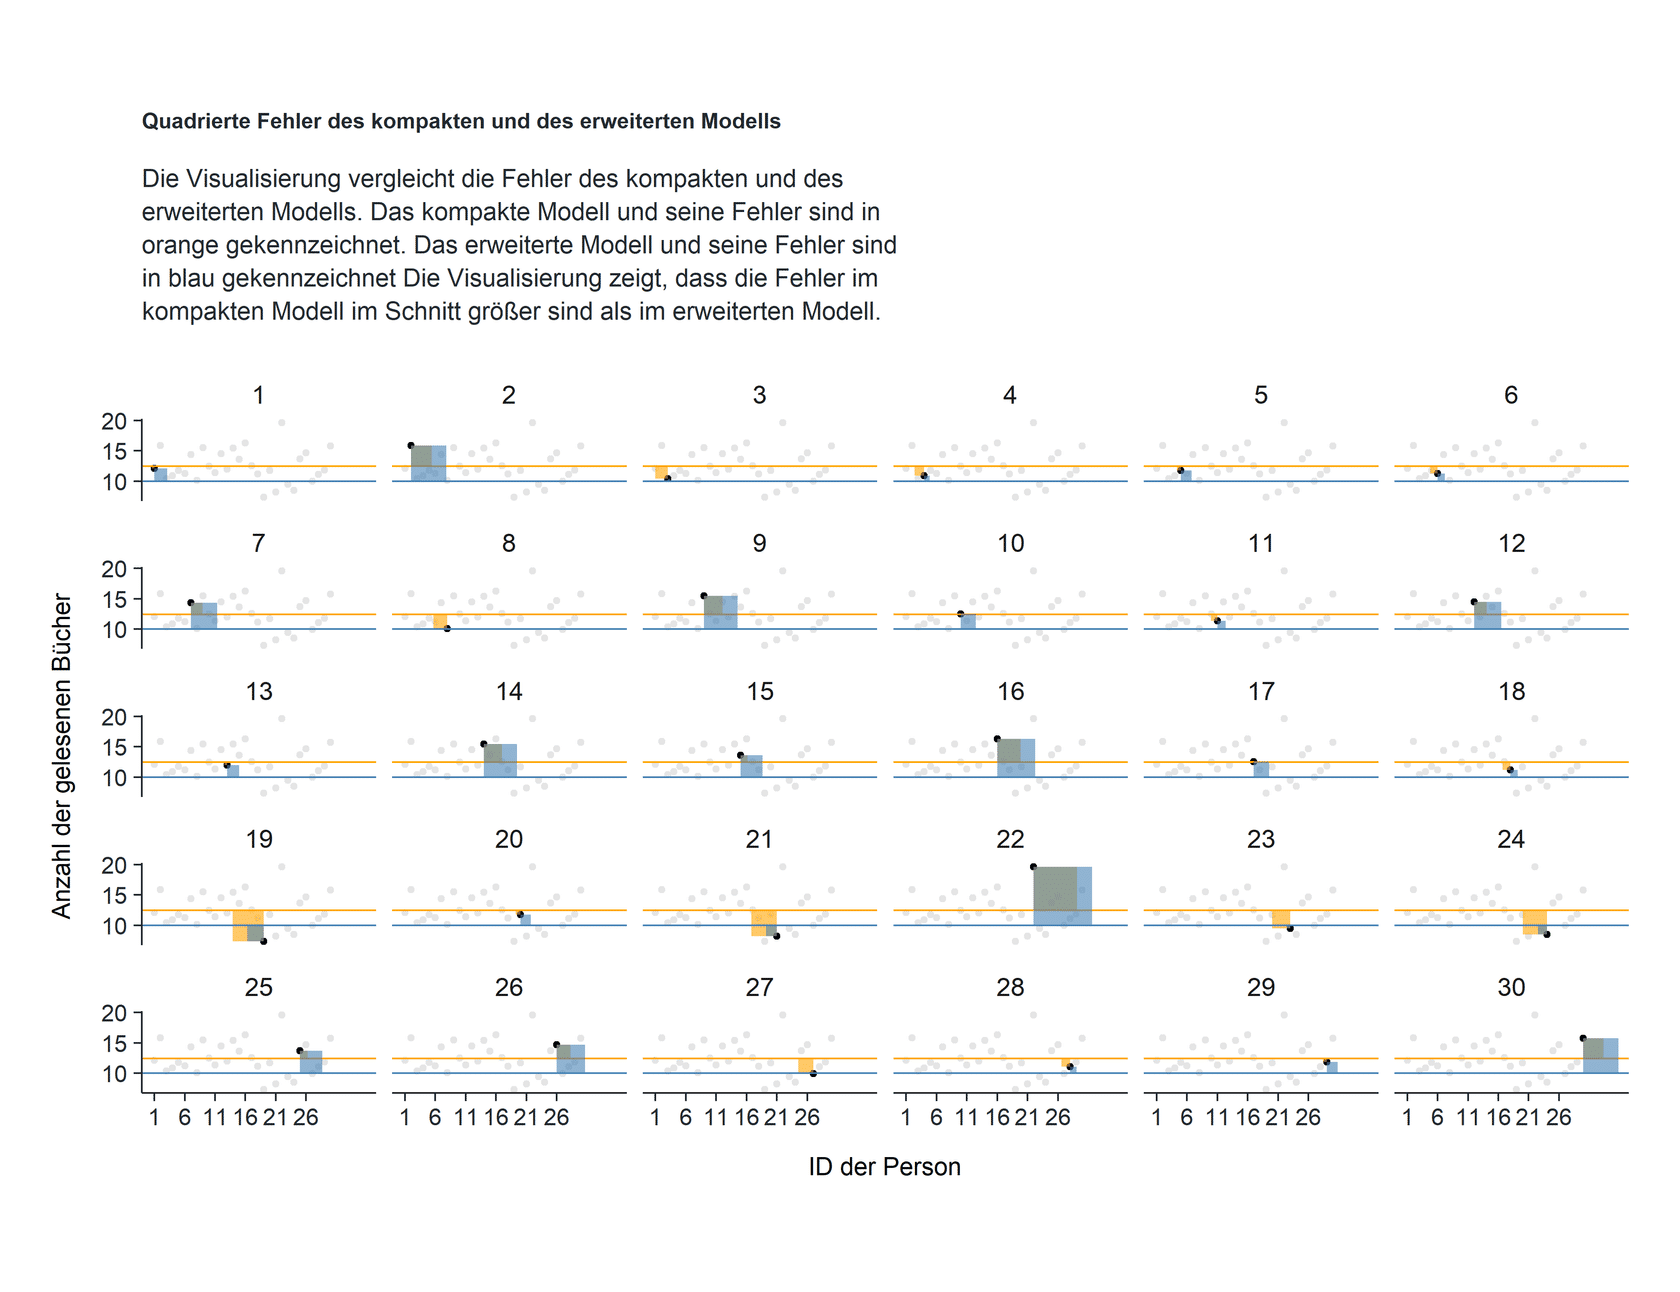 Quadrierte Fehler des kompakten und des erweiterten Modells
Die Visualisierung vergleicht die Fehler des kompakten und des
erweiterten Modells. Das kompakte Modell und seine Fehler sind in
orange gekennzeichnet. Das erweiterte Modell und seine Fehler sind
in blau gekennzeichnet Die Visualisierung zeigt, dass die Fehler im
kompakten Modell im Schnitt größer sind als im erweiterten Modell.
1 2 3 4 5 6
20
15
10
7 8 9 10 11 12
20
15
10
13 14 15 16 17 18
20
15
10
19 20 21 22 23 24
20
15
10
25 26 27 28 29 30
20
15
10
1 6 11 16 21 26 1 6 11 16 21 26 1 6 11 16 21 26 1 6 11 16 21 26 1 6 11 16 21 26 1 6 11 16 21 26
Anzahl der gelesenen Bücher
ID der Person